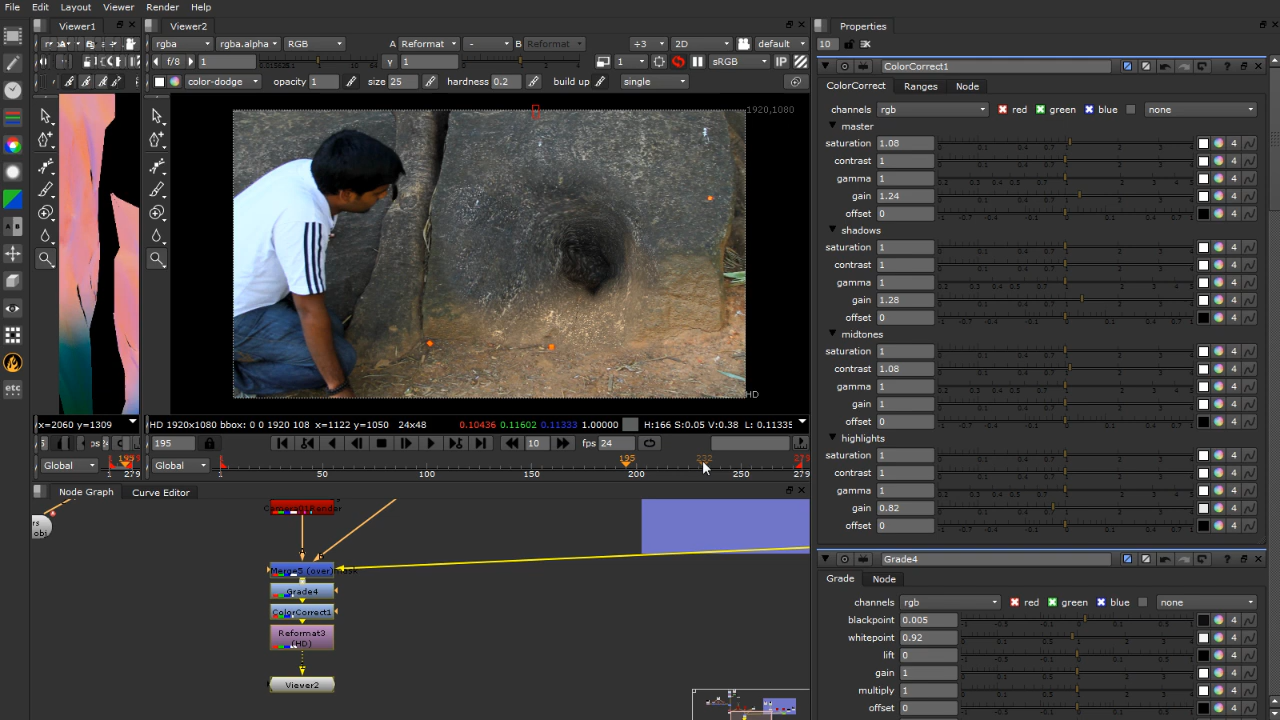 File Edit Layout Viewer Render Help
Viewer1
Viewer2
Properties
rgba rgba.alpha RGB A Reformat - B Reformat ÷3 2D default
10
f/8 1 γ 1 1 sRGB IP
ColorCorrect1
color-dodge opacity 1 size 25 hardness 0.2 build up single
ColorCorrect Ranges Node
channels rgb red green blue none
master
saturation 1.08
contrast 1
gamma 1
gain 1.24
offset 0
shadows
saturation 1
contrast 1
gamma 1
gain 1.28
offset 0
midtones
saturation 1
contrast 1.08
gamma 1
gain 1
offset 0
highlights
saturation 1
contrast 1
gamma 1
gain 0.82
offset 0
1920,1080
HD
x=2060 y=1309
HD 1920x1080 bbox: 0 0 1920 108 x=1122 y=1050 24x48 0.10436 0.11602 0.11333 1.00000 H:166 S:0.05 V:0.38 L: 0.11335
195 10 fps 24
Global 1 279
Global 1 50 100 150 195 200 232 250 279
Node Graph Curve Editor
Merge5 (over)
Grade4
ColorCorrect1
Reformat3
(HD)
Viewer2
Grade4
Grade Node
channels rgb red green blue none
blackpoint 0.005
whitepoint 0.92
lift 0
gain 1
multiply 1
offset 0